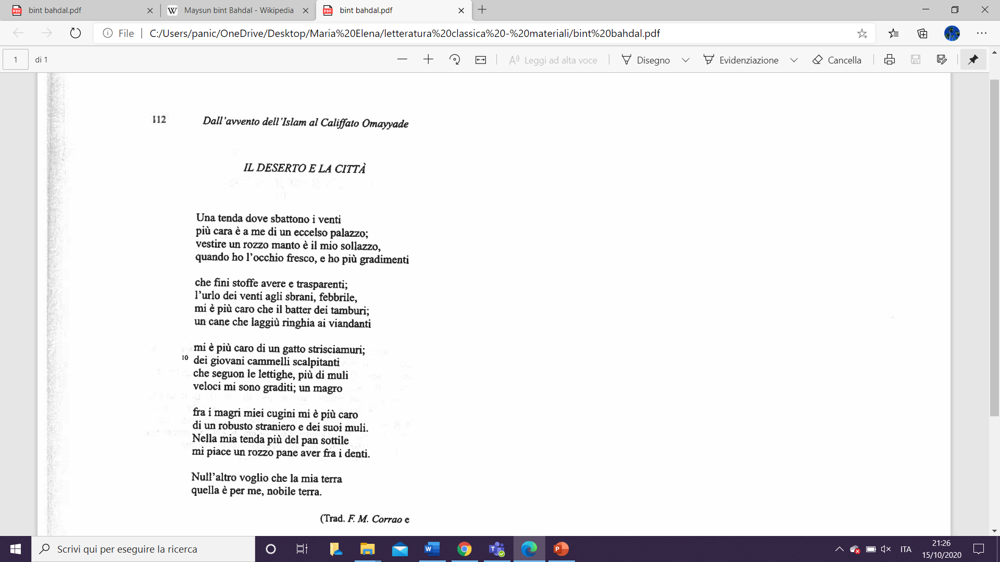 bint bahdal.pdf
Maysun bint Bahdal - Wikipedia
bint bahdal.pdf
File
C:/Users/panic/OneDrive/Desktop/Maria%20Elena/letteratura%20classica%20-%20materiali/bint%20bahdal.pdf
1
di 1
Leggi ad alta voce
Disegno
Evidenziazione
Cancella
112
Dall'avvento dell'Islam al Califfato Omayyade
IL DESERTO E LA CITTÀ
Una tenda dove sbattono i venti
più cara è a me di un eccelso palazzo;
vestire un rozzo manto è il mio sollazzo,
quando ho l'occhio fresco, e ho più gradimenti
che fini stoffe avere e trasparenti;
l'urlo dei venti agli sbrani, febbrile,
mi è più caro che il batter dei tamburi;
un cane che laggiù ringhia ai viandanti
mi è più caro di un gatto strisciamuri;
10 dei giovani cammelli scalpitanti
che seguon le lettighe, più di muli
veloci mi sono graditi; un magro
fra i magri miei cugini mi è più caro
di un robusto straniero e dei suoi muli.
Nella mia tenda più del pan sottile
mi piace un rozzo pane aver fra i denti.
Null'altro voglio che la mia terra
quella è per me, nobile terra.
(Trad. F. M. Corrao e
Scrivi qui per eseguire la ricerca
ITA
21:26
15/10/2020